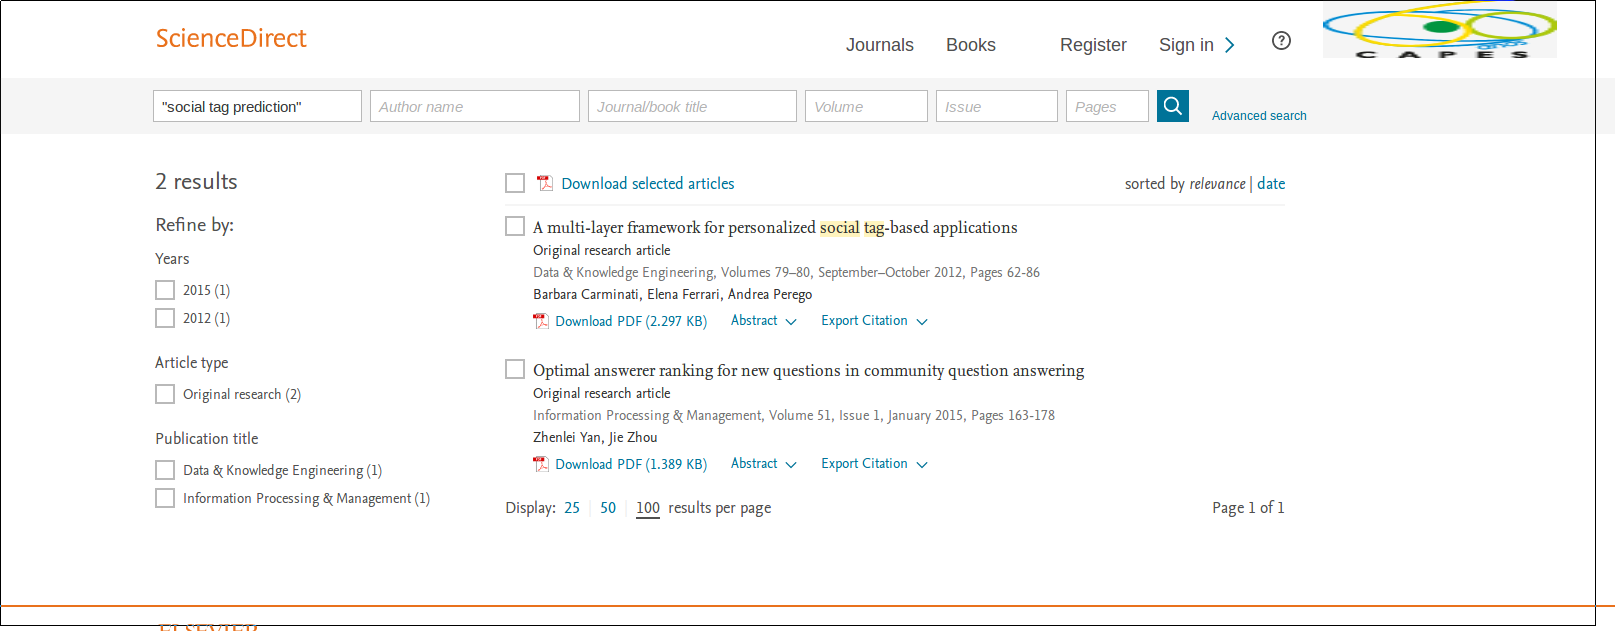 ScienceDirect
Journals Books Register Sign in ?
CAPES
"social tag prediction" Author name Journal/book title Volume Issue Pages Advanced search
2 results
Refine by:
Years
2015 (1)
2012 (1)
Article type
Original research (2)
Publication title
Data & Knowledge Engineering (1)
Information Processing & Management (1)
Download selected articles sorted by relevance | date
A multi-layer framework for personalized social tag-based applications
Original research article
Data & Knowledge Engineering, Volumes 79–80, September–October 2012, Pages 62-86
Barbara Carminati, Elena Ferrari, Andrea Perego
Download PDF (2.297 KB) Abstract Export Citation
Optimal answerer ranking for new questions in community question answering
Original research article
Information Processing & Management, Volume 51, Issue 1, January 2015, Pages 163-178
Zhenlei Yan, Jie Zhou
Download PDF (1.389 KB) Abstract Export Citation
Display: 25 | 50 | 100 results per page Page 1 of 1
ELSEVIER